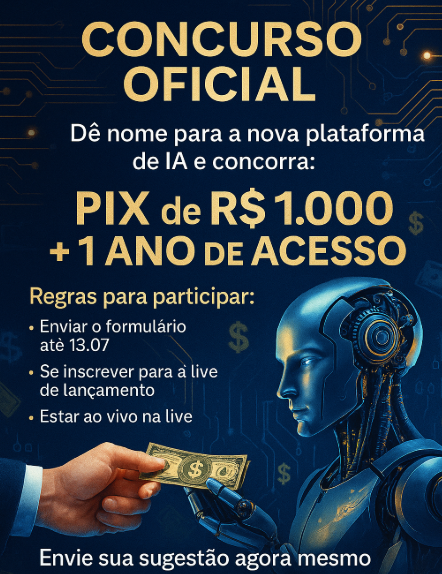 CONCURSO
OFICIAL
Dê nome para a nova plataforma
de IA e concorra:
PIX de R$ 1.000
+ 1 ANO DE ACESSO
Regras para participar:
• Enviar o formulário
atè 13.07
• Se inscrever para a live
de lançamento
• Estar ao vivo na live
Envie sua sugestão agora mesmo